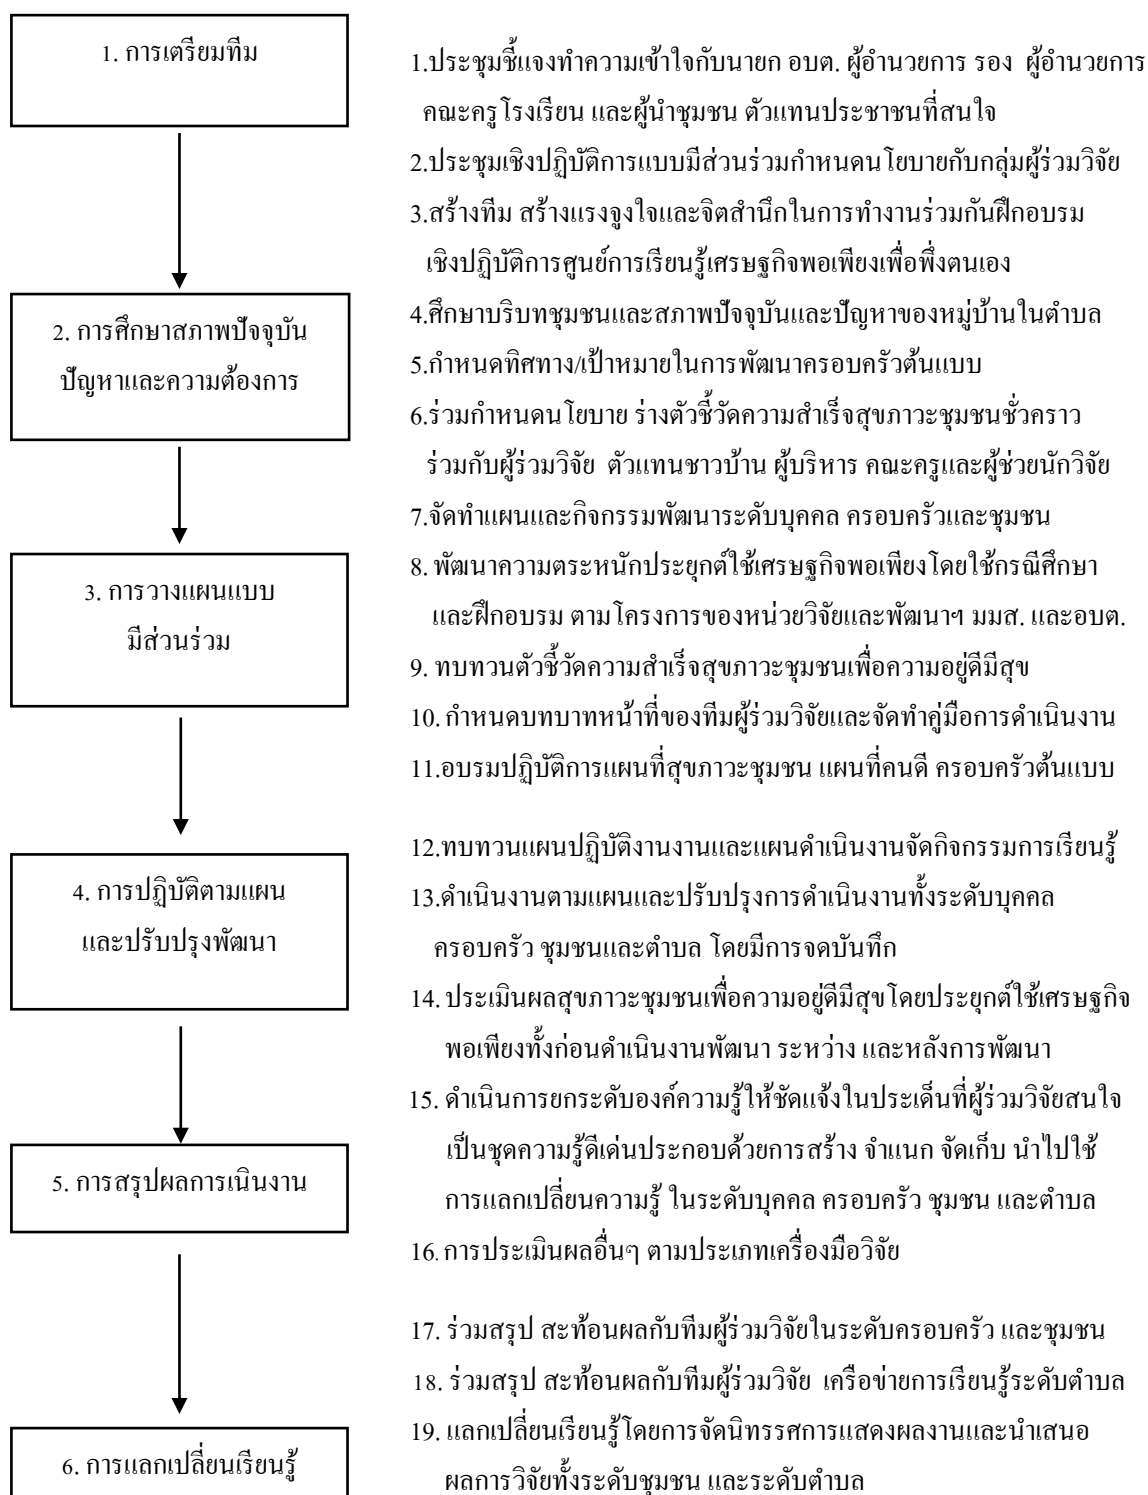 1. การเตรียมทีม
1.ประชุมชี้แจงทำความเข้าใจกับนายก อบต. ผู้อำนวยการ รอง ผู้อำนวยการ
คณะครูโรงเรียน และผู้นำชุมชน ตัวแทนประชาชนที่สนใจ
2.ประชุมเชิงปฏิบัติการแบบมีส่วนร่วมกำหนดนโยบายกับกลุ่มผู้ร่วมวิจัย
3.สร้างทีม สร้างแรงจูงใจและจิตสำนึกในการทำงานร่วมกันฝึกอบรม
เชิงปฏิบัติการศูนย์การเรียนรู้เศรษฐกิจพอเพียงเพื่อพึ่งตนเอง
2. การศึกษาสภาพปัจจุบัน
ปัญหาและความต้องการ
4.ศึกษาบริบทชุมชนและสภาพปัจจุบันและปัญหาของหมู่บ้านในตำบล
5.กำหนดทิศทาง/เป้าหมายในการพัฒนาครอบครัวต้นแบบ
6.ร่วมกำหนดนโยบาย ร่างตัวชี้วัดความสำเร็จสุขภาวะชุมชนชั่วคราว
ร่วมกับผู้ร่วมวิจัย ตัวแทนชาวบ้าน ผู้บริหาร คณะครูและผู้ช่วยนักวิจัย
7.จัดทำแผนและกิจกรรมพัฒนาระดับบุคคล ครอบครัวและชุมชน
3. การวางแผนแบบ
มีส่วนร่วม
8. พัฒนาความตระหนักประยุกต์ใช้เศรษฐกิจพอเพียงโดยใช้กรณีศึกษา
และฝึกอบรม ตามโครงการของหน่วยวิจัยและพัฒนาฯ มมส. และอบต.
9. ทบทวนตัวชี้วัดความสำเร็จสุขภาวะชุมชนเพื่อความอยู่ดีมีสุข
10. กำหนดบทบาทหน้าที่ของทีมผู้ร่วมวิจัยและจัดทำคู่มือการดำเนินงาน
11.อบรมปฏิบัติการแผนที่สุขภาวะชุมชน แผนที่คนดี ครอบครัวต้นแบบ
4. การปฏิบัติตามแผน
และปรับปรุงพัฒนา
12.ทบทวนแผนปฏิบัติงานงานและแผนดำเนินงานจัดกิจกรรมการเรียนรู้
13.ดำเนินงานตามแผนและปรับปรุงการดำเนินงานทั้งระดับบุคคล
ครอบครัว ชุมชนและตำบล โดยมีการจดบันทึก
14. ประเมินผลสุขภาวะชุมชนเพื่อความอยู่ดีมีสุขโดยประยุกต์ใช้เศรษฐกิจ
พอเพียงทั้งก่อนดำเนินงานพัฒนา ระหว่าง และหลังการพัฒนา
15. ดำเนินการยกระดับองค์ความรู้ให้ชัดแจ้งในประเด็นที่ผู้ร่วมวิจัยสนใจ
เป็นชุดความรู้ดีเด่นประกอบด้วยการสร้าง จำแนก จัดเก็บ นำไปใช้
การแลกเปลี่ยนความรู้ ในระดับบุคคล ครอบครัว ชุมชน และตำบล
16. การประเมินผลอื่นๆ ตามประเภทเครื่องมือวิจัย
5. การสรุปผลการเนินงาน
17. ร่วมสรุป สะท้อนผลกับทีมผู้ร่วมวิจัยในระดับครอบครัว และชุมชน
18. ร่วมสรุป สะท้อนผลกับทีมผู้ร่วมวิจัย เครือข่ายการเรียนรู้ระดับตำบล
6. การแลกเปลี่ยนเรียนรู้
19. แลกเปลี่ยนเรียนรู้โดยการจัดนิทรรศการแสดงผลงานและนำเสนอ
ผลการวิจัยทั้งระดับชุมชน และระดับตำบล